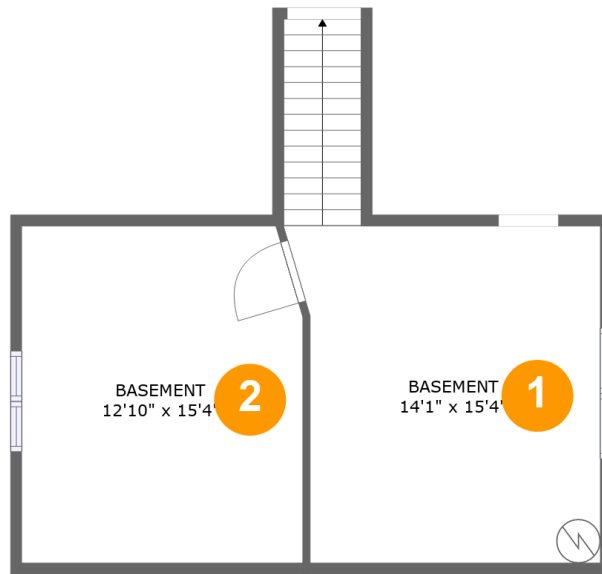 BASEMENT
12'10" x 15'4"
2
BASEMENT
14'1" x 15'4"
1